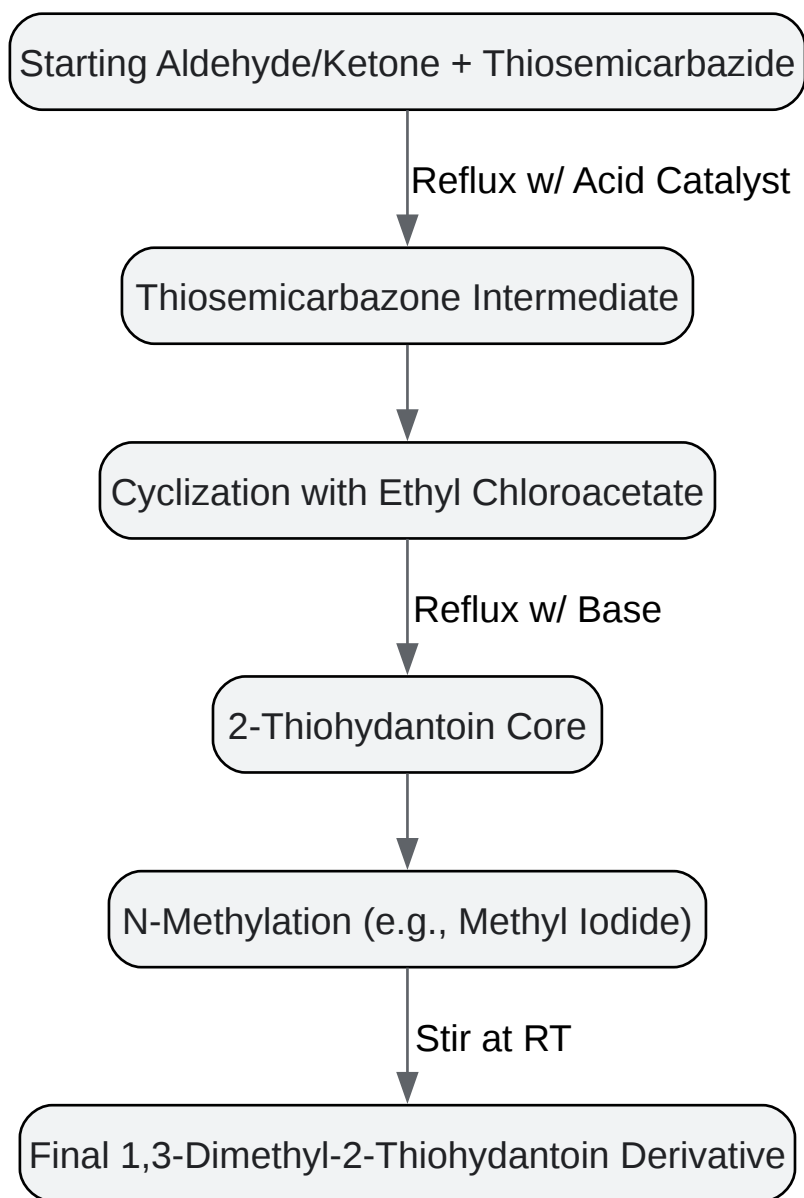 Starting Aldehyde/Ketone + Thiosemicarbazide
Reflux w/ Acid Catalyst
Thiosemicarbazone Intermediate
Cyclization with Ethyl Chloroacetate
Reflux w/ Base
2-Thiohydantoin Core
N-Methylation (e.g., Methyl Iodide)
Stir at RT
Final 1,3-Dimethyl-2-Thiohydantoin Derivative